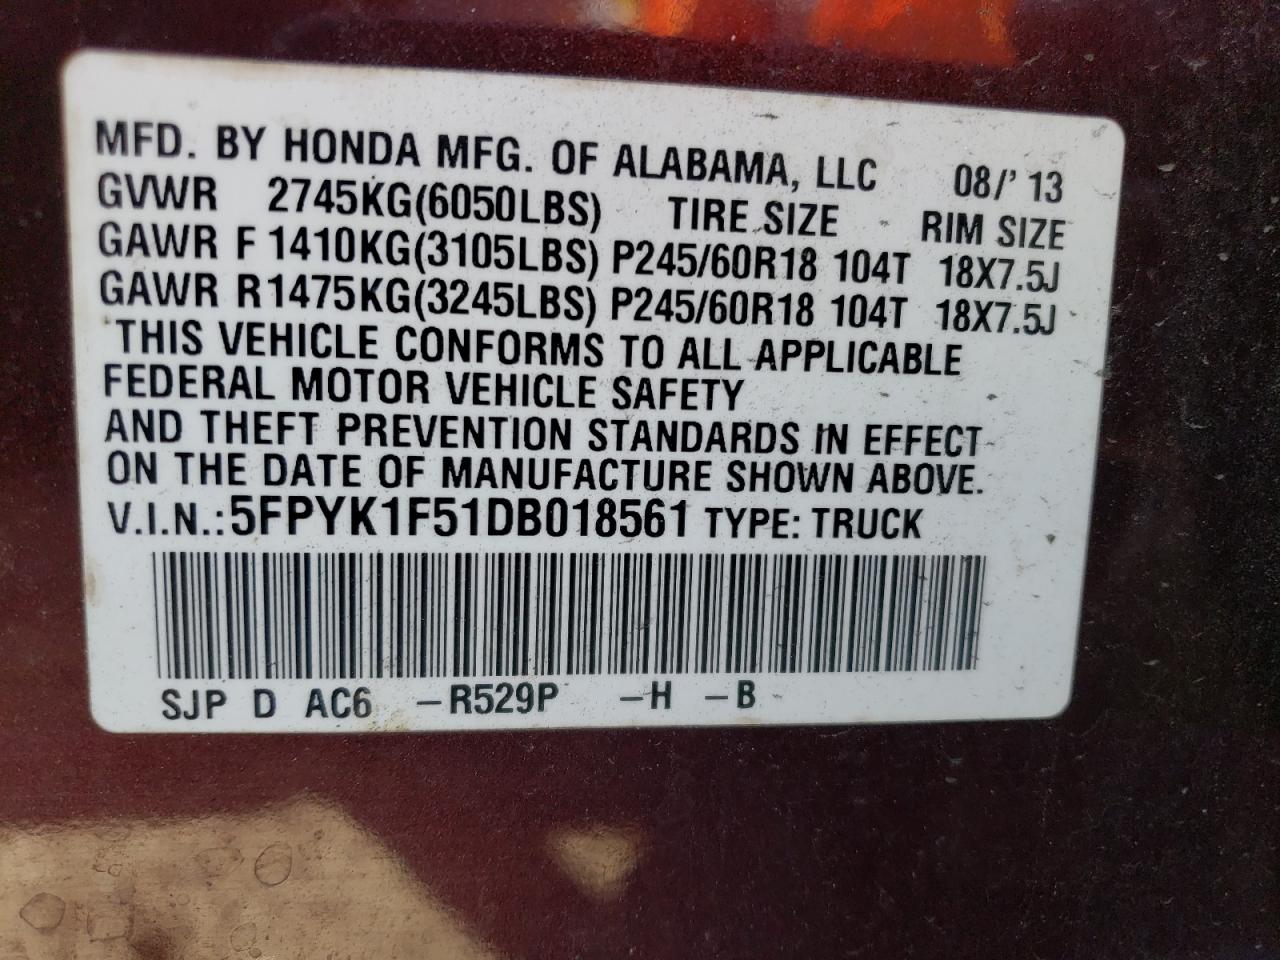 MFD. BY HONDA MFG. OF ALABAMA, LLC 08/' 13
GVWR 2745KG(6050LBS) TIRE SIZE RIM SIZE
GAWR F 1410KG(3105LBS) P245/60R18 104T 18X7.5J
GAWR R 1475KG(3245LBS) P245/60R18 104T 18X7.5J
THIS VEHICLE CONFORMS TO ALL APPLICABLE
FEDERAL MOTOR VEHICLE SAFETY
AND THEFT PREVENTION STANDARDS IN EFFECT
ON THE DATE OF MANUFACTURE SHOWN ABOVE.
V.I.N.:5FPYK1F51DB018561 TYPE: TRUCK
SJP D AC6 –R529P –H –B